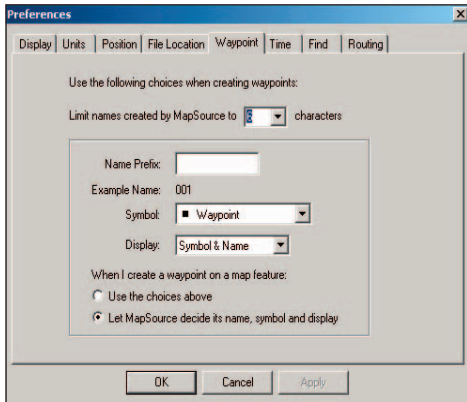 Preferences
Display Units Position File Location Waypoint Time Find Routing
Use the following choices when creating waypoints:
Limit names created by MapSource to characters
Name Prefix:
Example Name: 001
Symbol: Waypoint
Display: Symbol & Name
When I create a waypoint on a map feature:
Use the choices above
Let MapSource decide its name, symbol and display
OK Cancel Apply